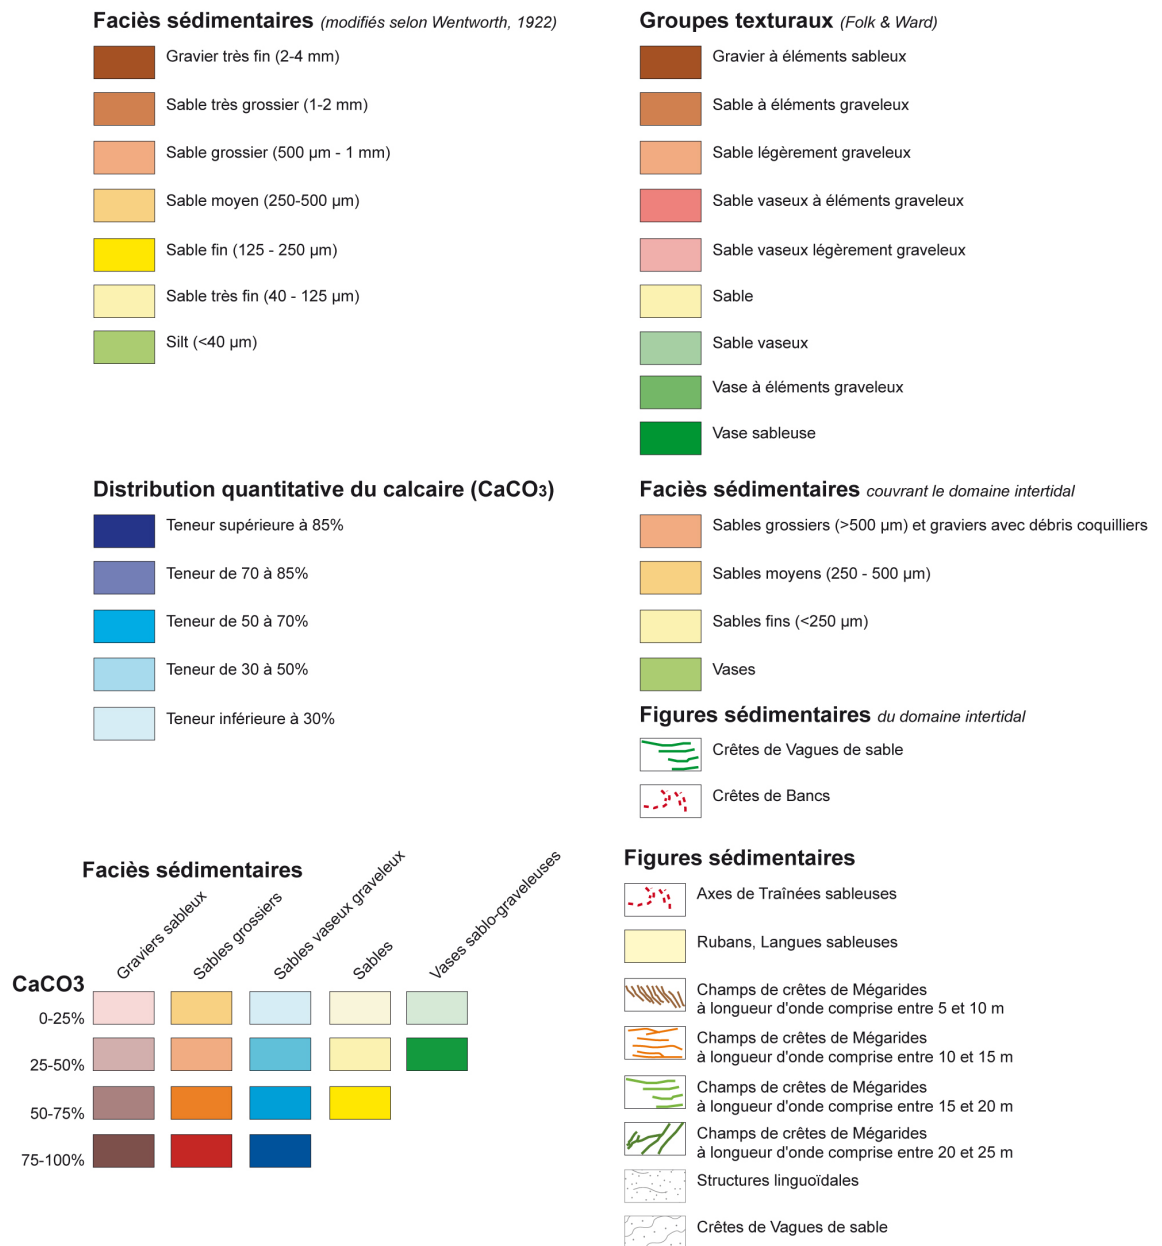 Faciès sédimentaires (modifiés selon Wentworth, 1922)
Gravier très fin (2-4 mm)
Sable très grossier (1-2 mm)
Sable grossier (500 µm - 1 mm)
Sable moyen (250-500 µm)
Sable fin (125 - 250 µm)
Sable très fin (40 - 125 µm)
Silt (<40 µm)
Groupes texturaux (Folk & Ward)
Gravier à éléments sableux
Sable à éléments graveleux
Sable légèrement graveleux
Sable vaseux à éléments graveleux
Sable vaseux légèrement graveleux
Sable
Sable vaseux
Vase à éléments graveleux
Vase sableuse
Distribution quantitative du calcaire (CaCO3)
Teneur supérieure à 85%
Teneur de 70 à 85%
Teneur de 50 à 70%
Teneur de 30 à 50%
Teneur inférieure à 30%
Faciès sédimentaires couvrant le domaine intertidal
Sables grossiers (>500 µm) et graviers avec débris coquilliers
Sables moyens (250 - 500 µm)
Sables fins (<250 µm)
Vases
Figures sédimentaires du domaine intertidal
Crêtes de Vagues de sable
Crêtes de Bancs
Faciès sédimentaires
Graviers sableux
Sables grossiers
Sables vaseux graveleux
Sables
Vases sablo-graveleuses
CaCO3
0-25%
25-50%
50-75%
75-100%
Figures sédimentaires
Axes de Traînées sableuses
Rubans, Langues sableuses
Champs de crêtes de Mégarides
à longueur d'onde comprise entre 5 et 10 m
Champs de crêtes de Mégarides
à longueur d'onde comprise entre 10 et 15 m
Champs de crêtes de Mégarides
à longueur d'onde comprise entre 15 et 20 m
Champs de crêtes de Mégarides
à longueur d'onde comprise entre 20 et 25 m
Structures linguoïdales
Crêtes de Vagues de sable